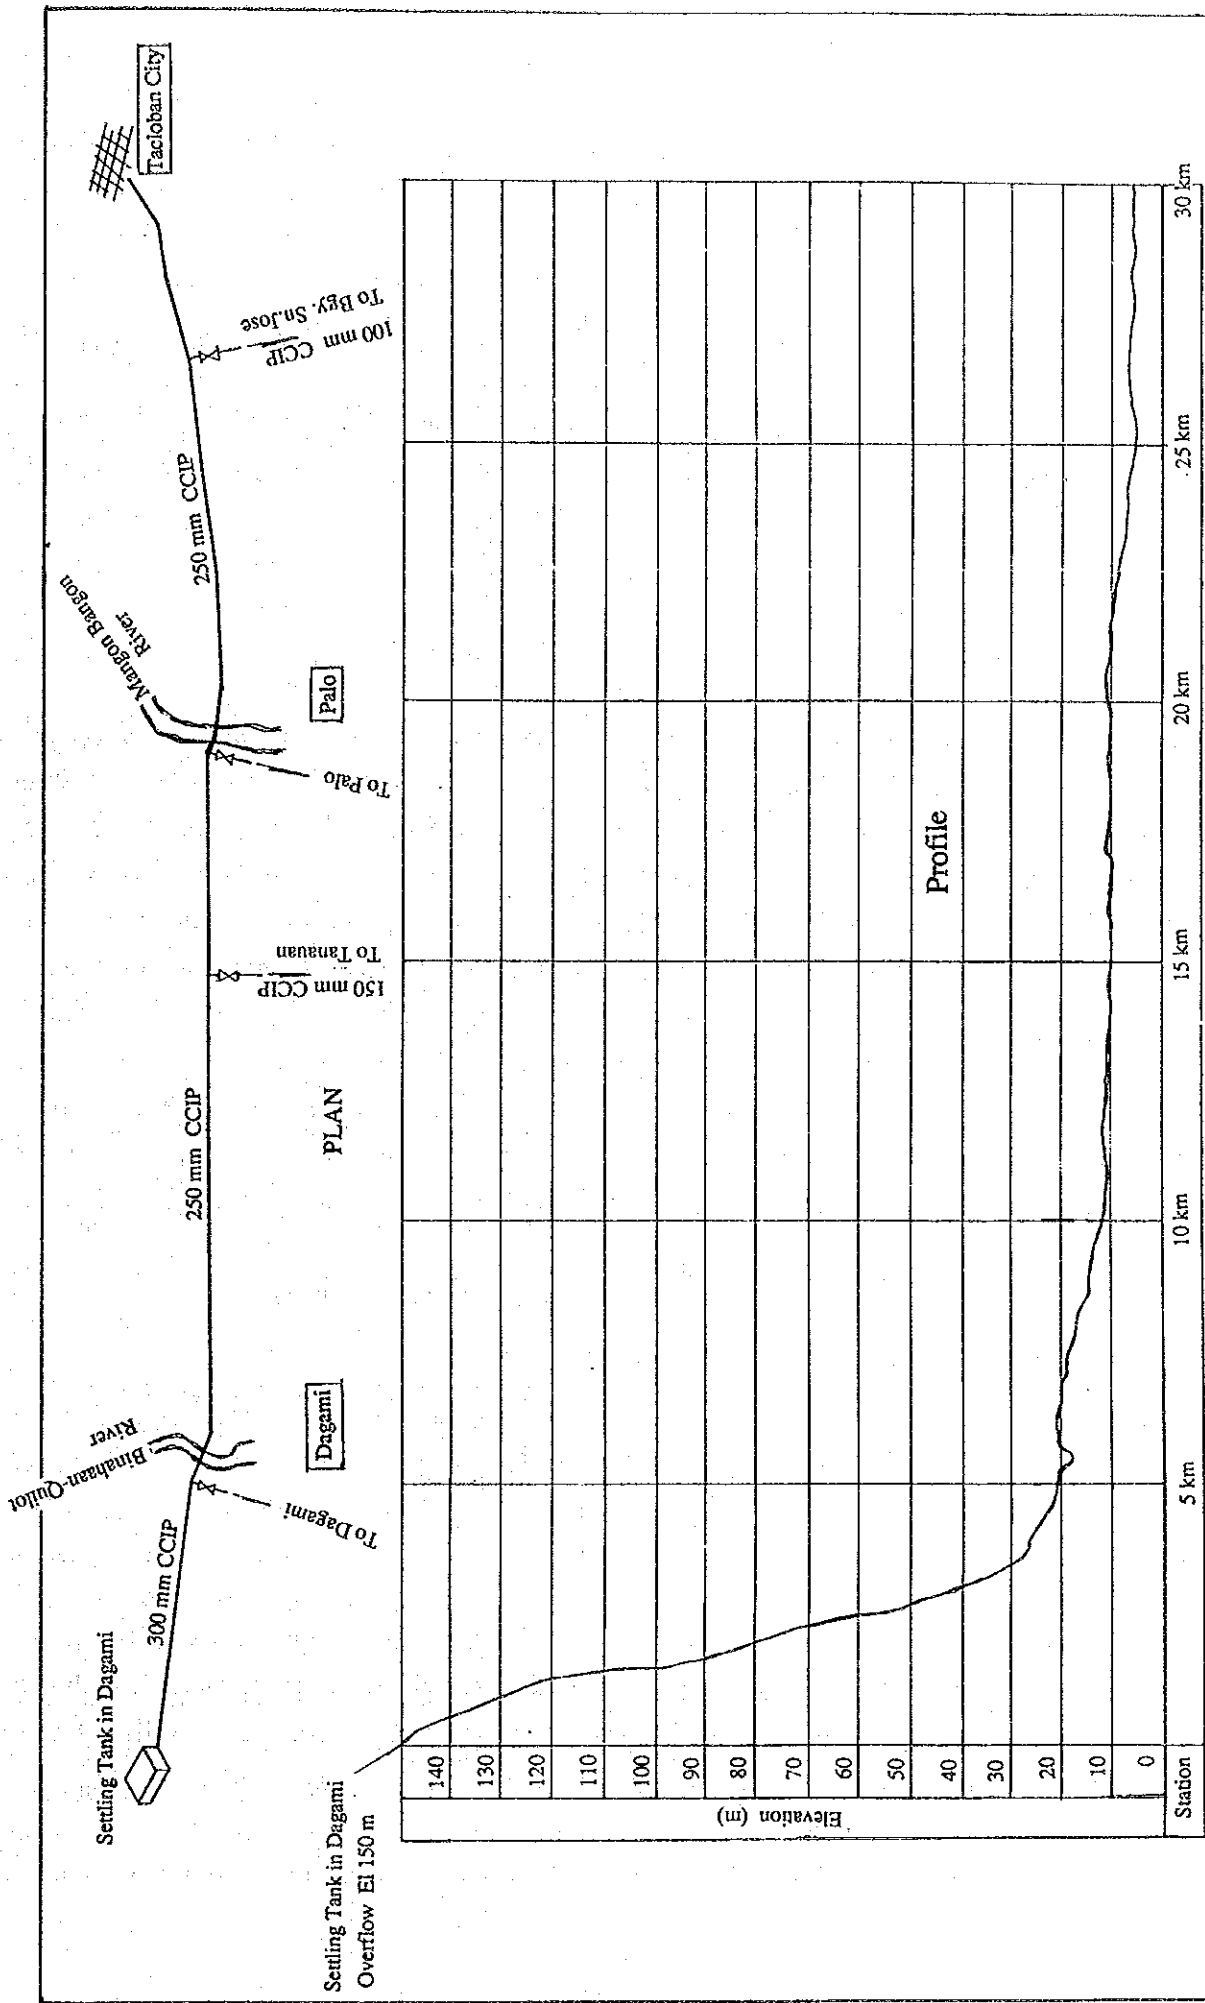 Settling Tank in Dagami
300 mm CCIP
Binahaan-Quilot
River
To Dagami
Dagami
250 mm CCIP
PLAN
150 mm CCIP
To Tanauan
To Palo
Palo
Mangon Bangon
River
250 mm CCIP
100 mm CCIP
To Bgy. Sn.Jose
Tacloban City
Settling Tank in Dagami
Overflow El 150 m
Elevation (m)
140
130
120
110
100
90
80
70
60
50
40
30
20
10
0
Profile
Station
5 km
10 km
15 km
20 km
25 km
30 km